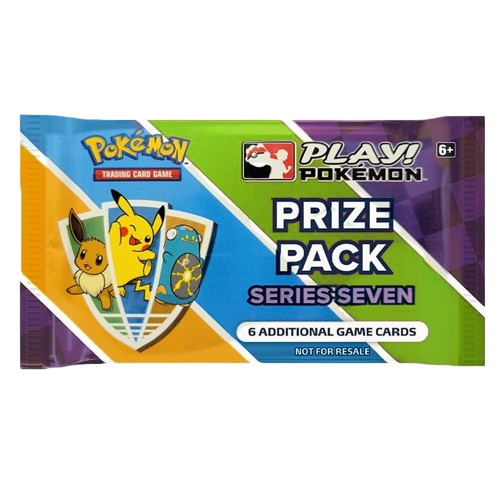 POKéMON
TRADING CARD GAME
PLAY!
POKÉMON
6+
PRIZE
PACK
SERIES SEVEN
6 ADDITIONAL GAME CARDS
NOT FOR RESALE